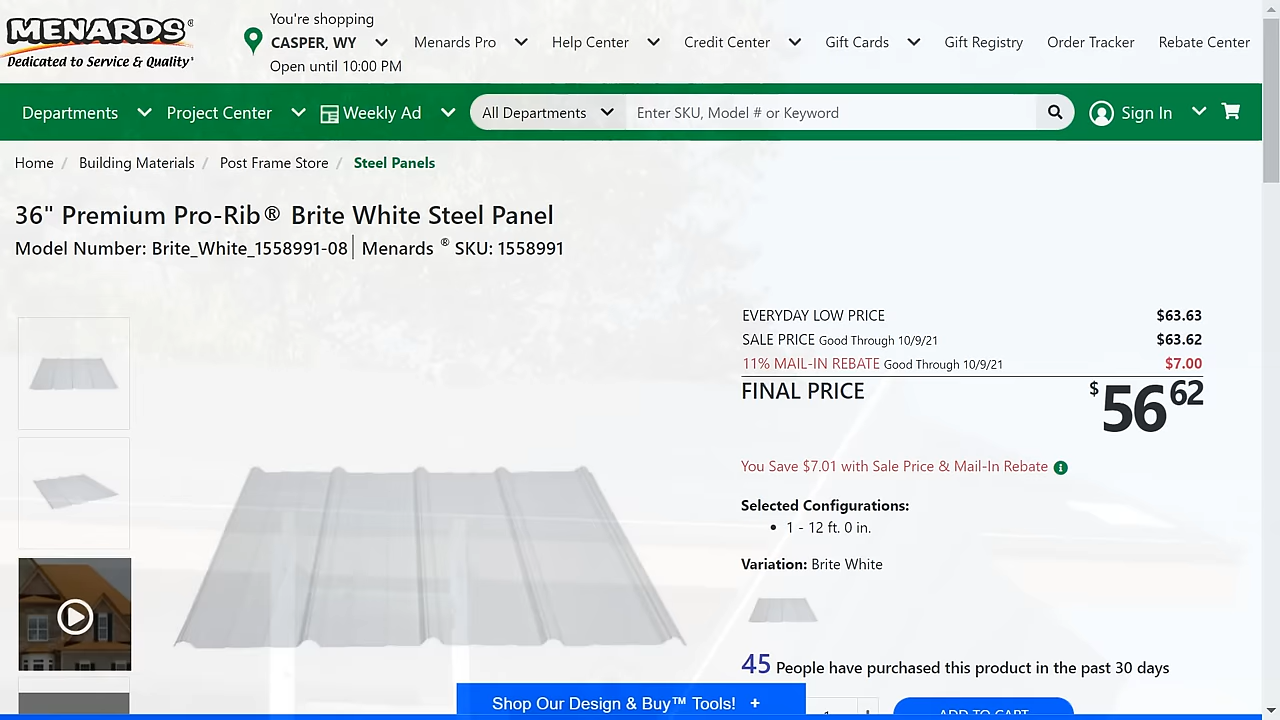 MENARDS®
Dedicated to Service & Quality®
You're shopping
CASPER, WY
Open until 10:00 PM
Menards Pro
Help Center
Credit Center
Gift Cards
Gift Registry
Order Tracker
Rebate Center
Departments
Project Center
Weekly Ad
All Departments
Enter SKU, Model # or Keyword
Sign In
Home / Building Materials / Post Frame Store / Steel Panels
36" Premium Pro-Rib® Brite White Steel Panel
Model Number: Brite_White_1558991-08 | Menards ® SKU: 1558991
EVERYDAY LOW PRICE $63.63
SALE PRICE Good Through 10/9/21 $63.62
11% MAIL-IN REBATE Good Through 10/9/21 $7.00
FINAL PRICE $56 62
You Save $7.01 with Sale Price & Mail-In Rebate
Selected Configurations:
• 1 - 12 ft. 0 in.
Variation: Brite White
45 People have purchased this product in the past 30 days
Shop Our Design & Buy™ Tools! +
ADD TO CART